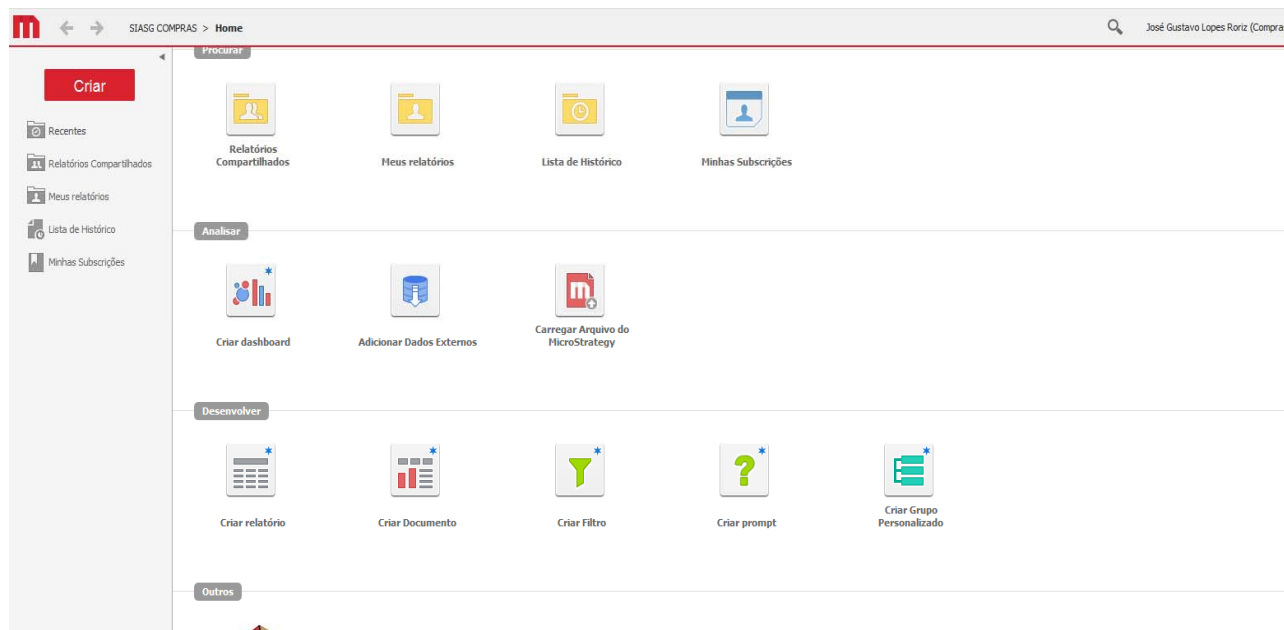 SIASG COMPRAS > Home
José Gustavo Lopes Roriz (Compra
Criar
Recentes
Relatórios Compartilhados
Meus relatórios
Lista de Histórico
Minhas Subscrições
Procurar
Relatórios
Compartilhados
Meus relatórios
Lista de Histórico
Minhas Subscrições
Analisar
Criar dashboard
Adicionar Dados Externos
Carregar Arquivo do
MicroStrategy
Desenvolver
Criar relatório
Criar Documento
Criar Filtro
Criar prompt
Criar Grupo
Personalizado
Outros